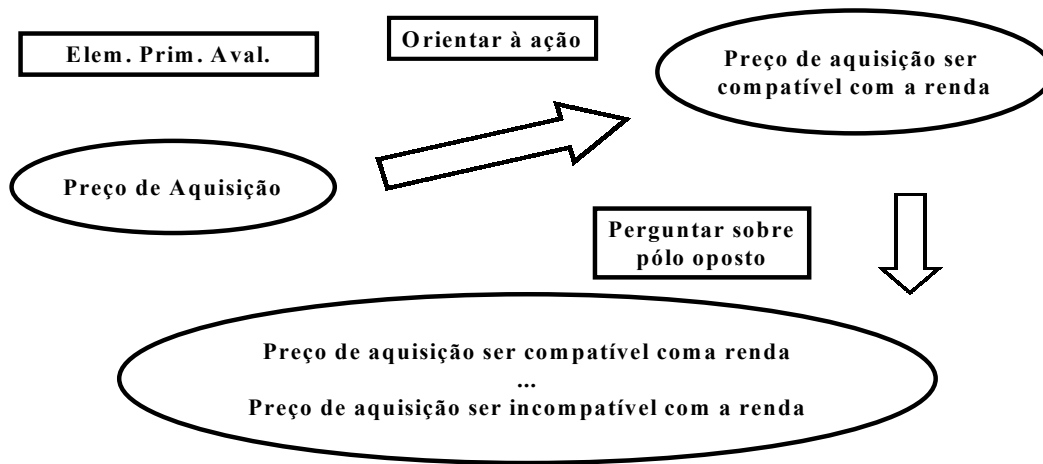 Elem. Prim. Aval.
Orientar à ação
Preço de aquisição ser
compatível com a renda
Preço de Aquisição
Perguntar sobre
pólo oposto
Preço de aquisição ser compatível coma renda
...
Preço de aquisição ser incompatível com a renda